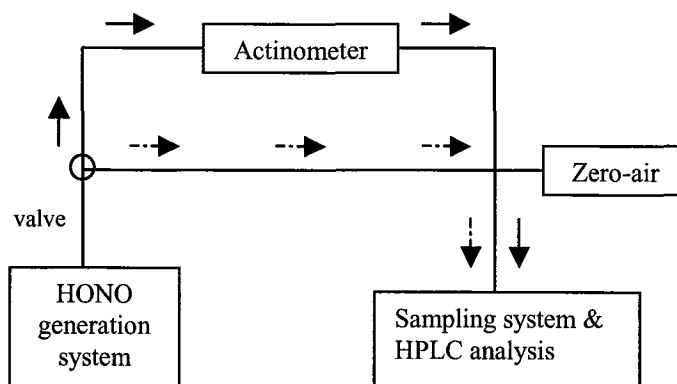 Actinometer
Zero-air
valve
HONO
generation
system
Sampling system &
HPLC analysis